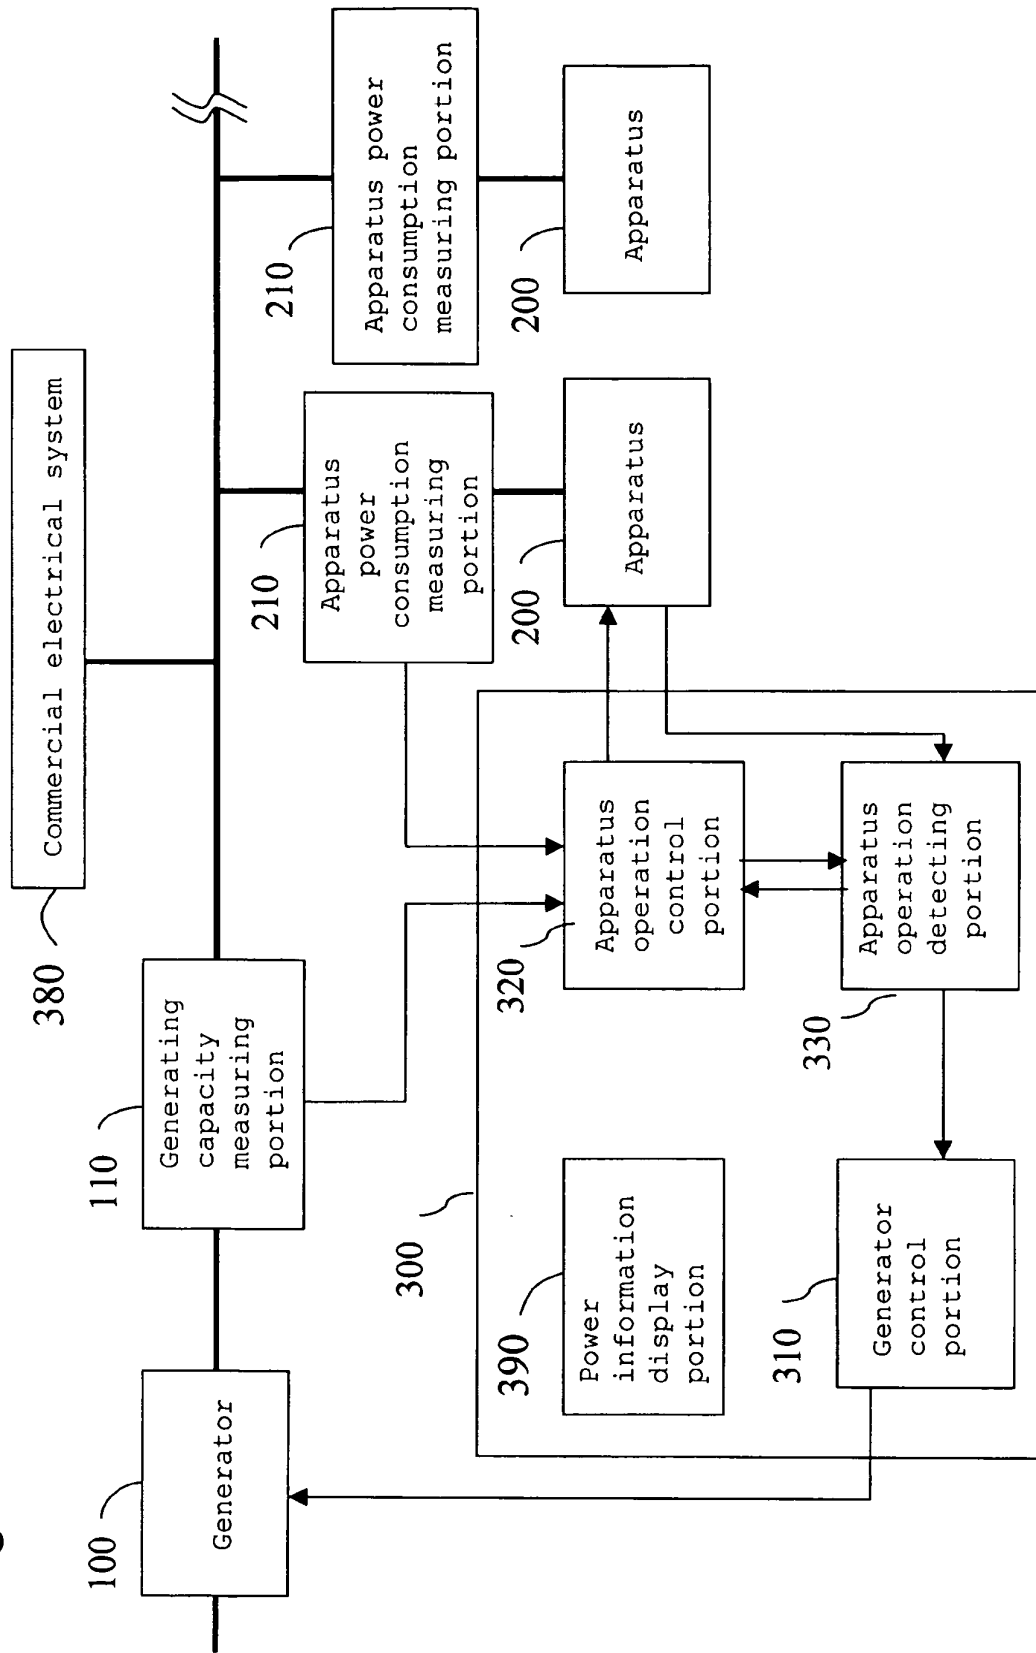 Commercial electrical system
380
Generator
100
Generating
capacity
measuring
portion
110
Apparatus
power
consumption
measuring
portion
210
Apparatus power
consumption
measuring portion
210
Apparatus
200
Apparatus
200
300
Power
information
display
portion
390
Apparatus
operation
control
portion
320
Generator
control
portion
310
Apparatus
operation
detecting
portion
330